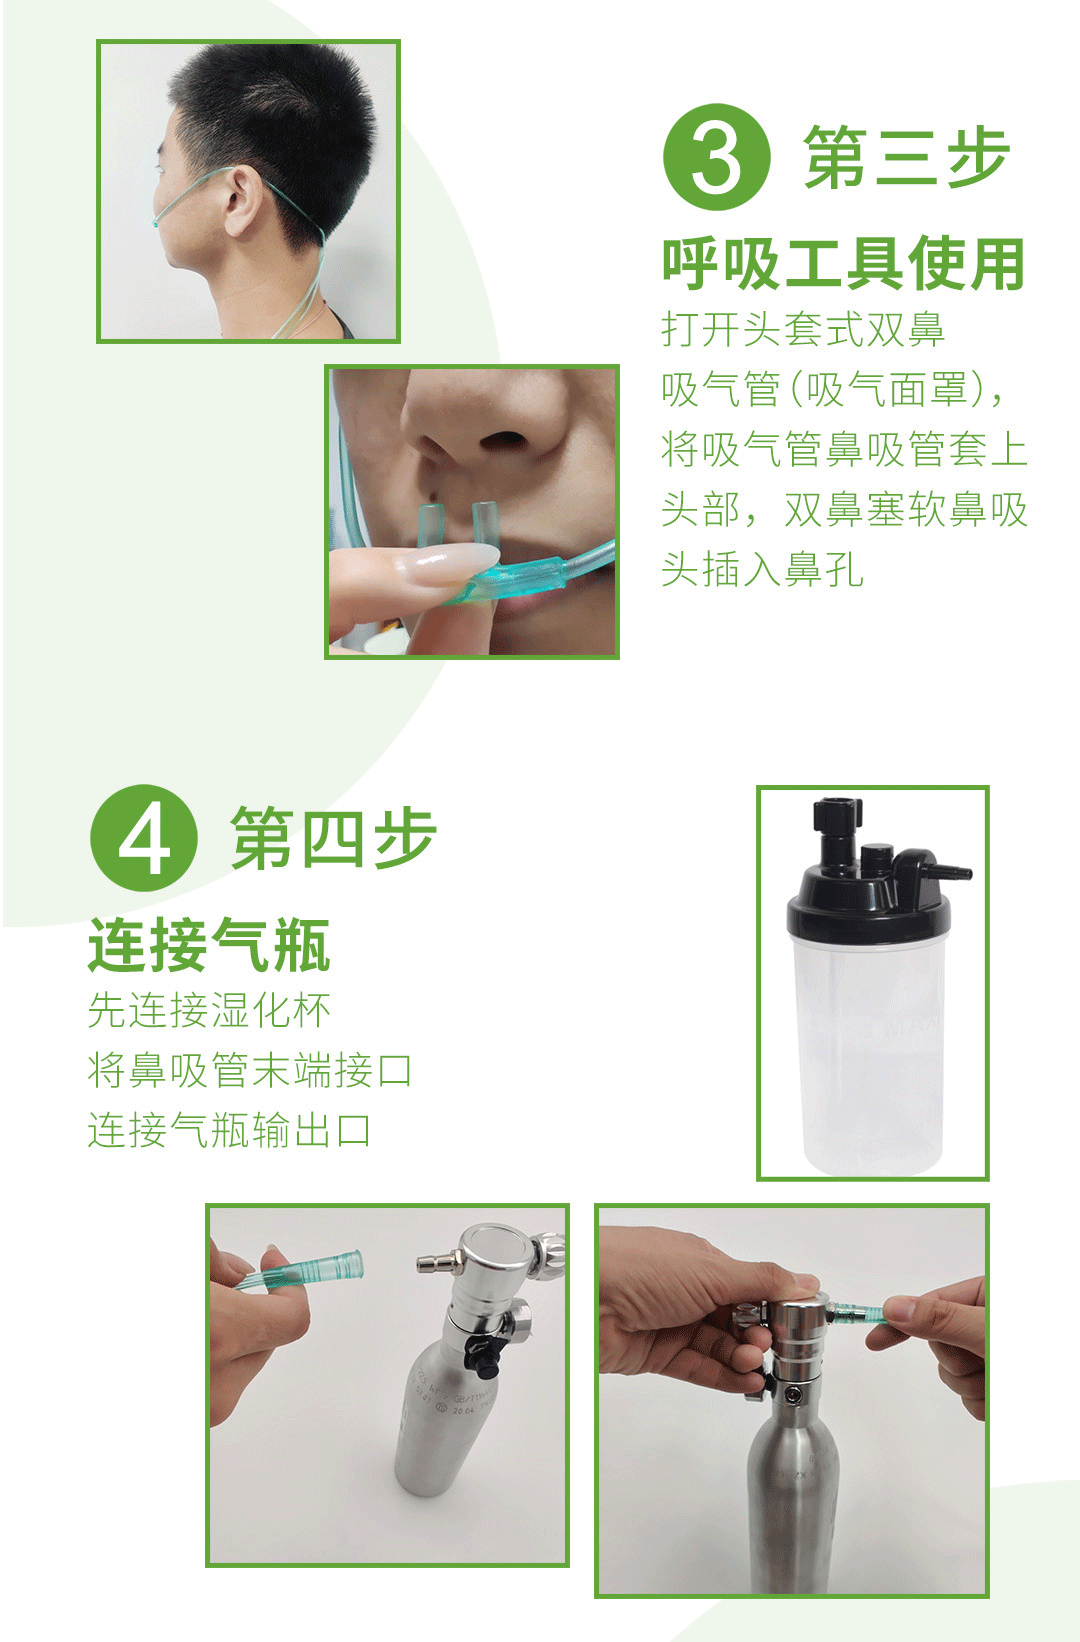 3 第三步
呼吸工具使用
打开头套式双鼻
吸气管(吸气面罩),
将吸气管鼻吸管套上
头部，双鼻塞软鼻吸
头插入鼻孔
4 第四步
连接气瓶
先连接湿化杯
将鼻吸管末端接口
连接气瓶输出口